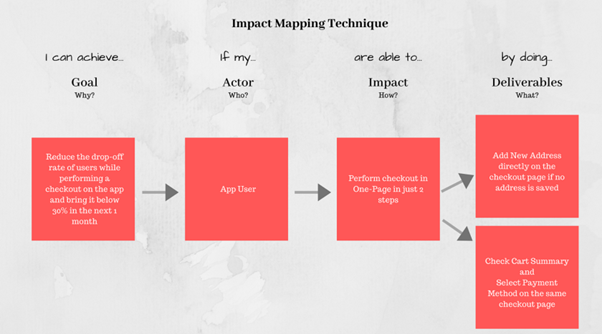 Impact Mapping Technique
I can achieve...
If my...
are able to...
by doing...
Goal
Actor
Impact
Deliverables
Why?
Who?
How?
What?
Reduce the drop-off
rate of users while
performing a
checkout on the app
and bring it below
30% in the next 1
month
App User
Perform checkout in
One-Page in just 2
steps
Add New Address
directly on the
checkout page if no
address is saved
Check Cart Summary
and
Select Payment
Method on the same
checkout page